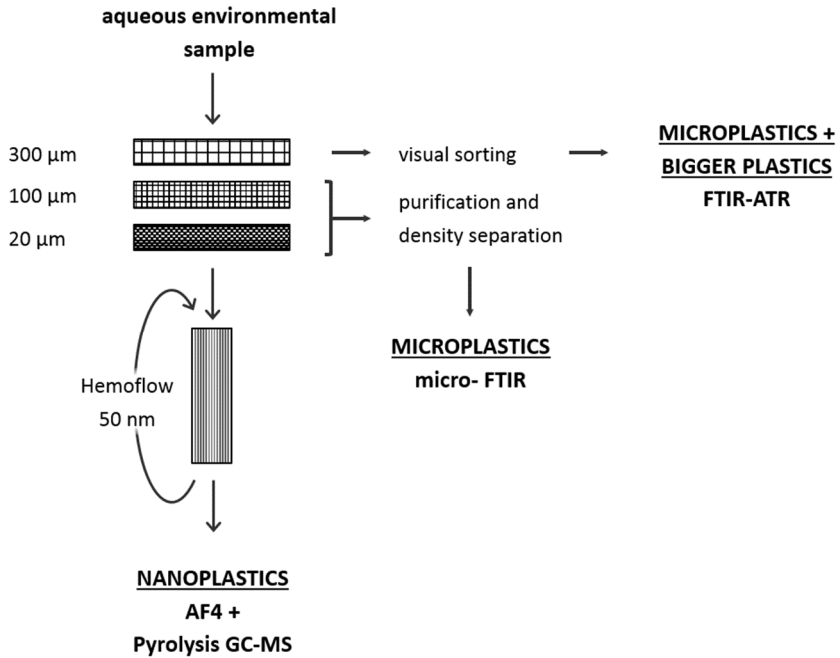 aqueous environmental
sample
300 µm
visual sorting
MICROPLASTICS +
BIGGER PLASTICS
FTIR-ATR
100 µm
20 µm
purification and
density separation
MICROPLASTICS
micro- FTIR
Hemoflow
50 nm
NANOPLASTICS
AF4 +
Pyrolysis GC-MS